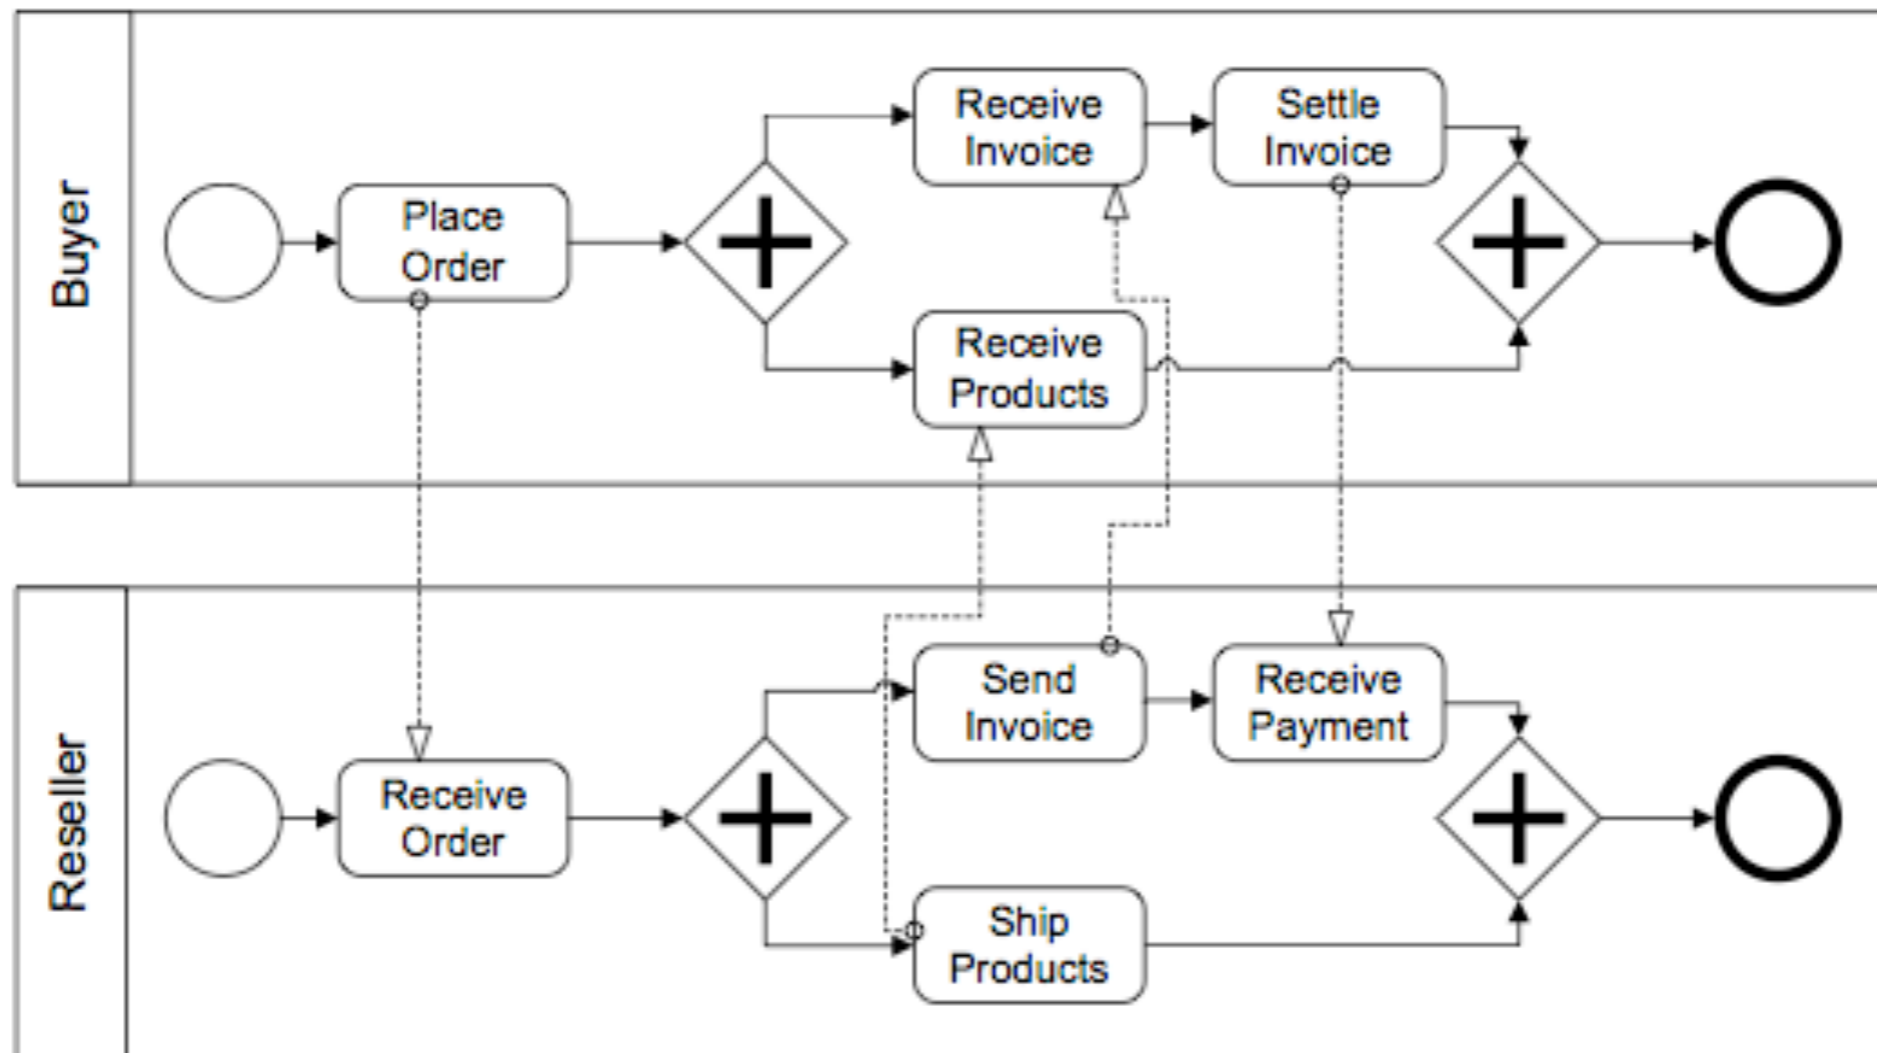 Buyer
Place
Order
Receive
Invoice
Settle
Invoice
Receive
Products
Reseller
Receive
Order
Send
Invoice
Receive
Payment
Ship
Products